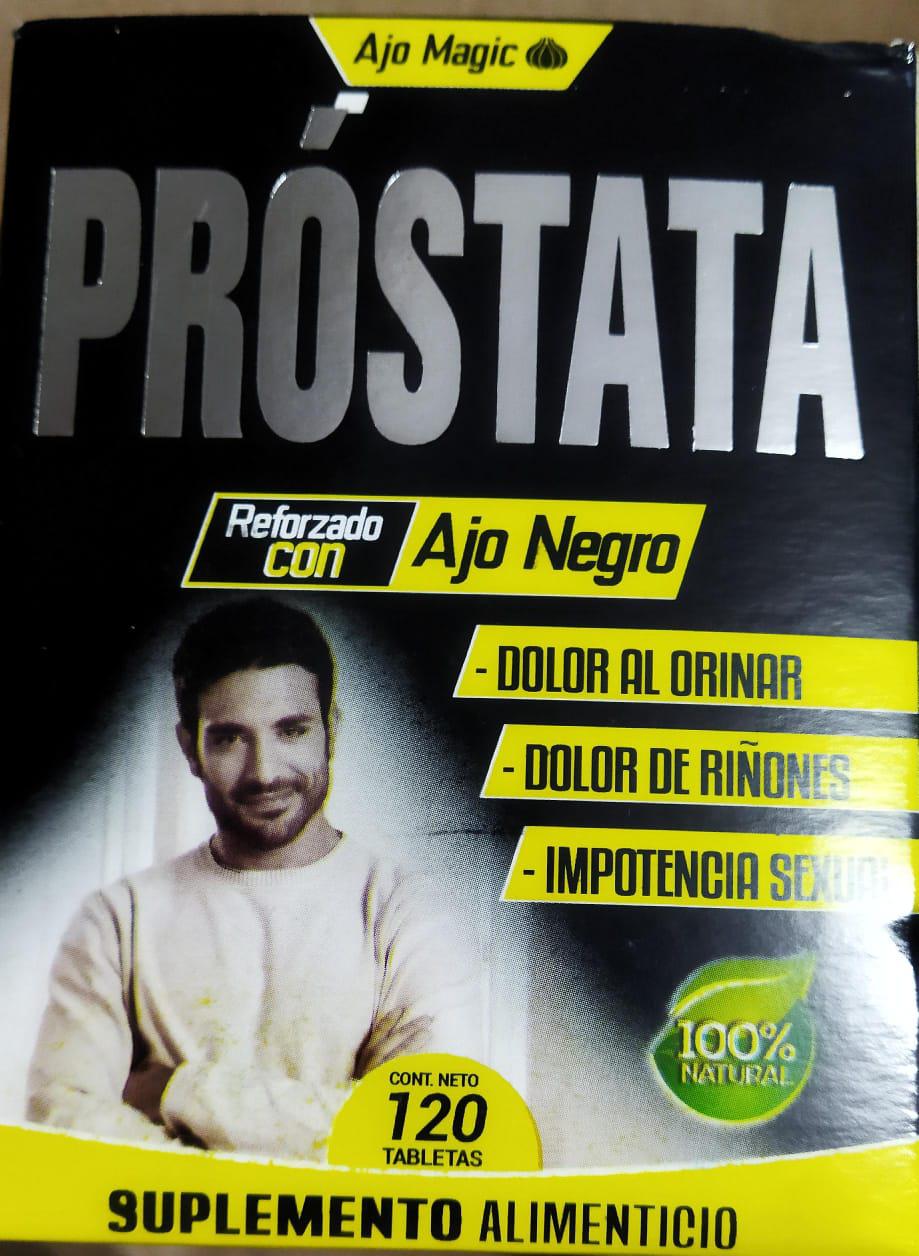 Ajo Magic
PRÓSTATA
Reforzado
con
Ajo Negro
- DOLOR AL ORINAR
- DOLOR DE RIÑONES
- IMPOTENCIA SEXUAL
100%
NATURAL
CONT. NETO
120
TABLETAS
SUPLEMENTO ALIMENTICIO